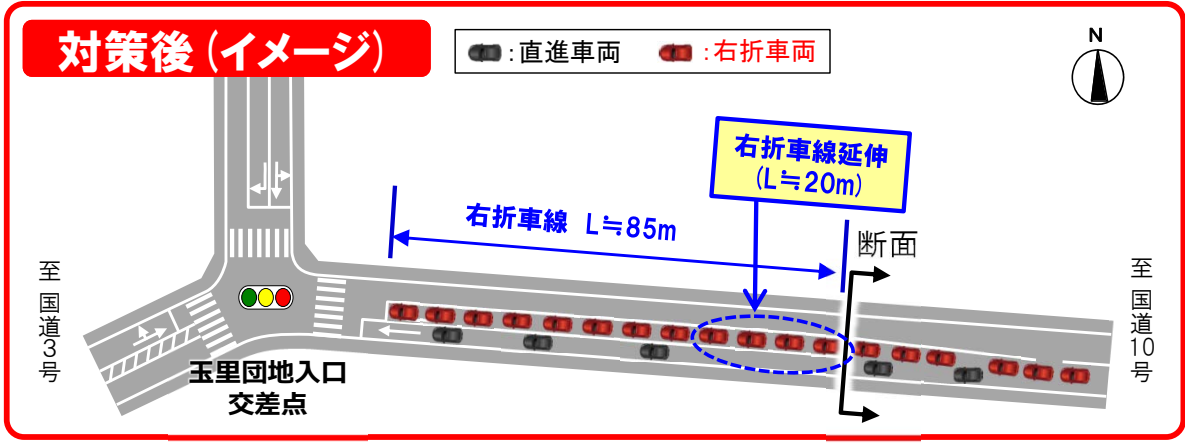 対策後(イメージ)
:直進車両
:右折車両
N
右折車線延伸
(L≒20m)
右折車線 L≒85m
断面
至 国道3号
至 国道10号
玉里団地入口
交差点